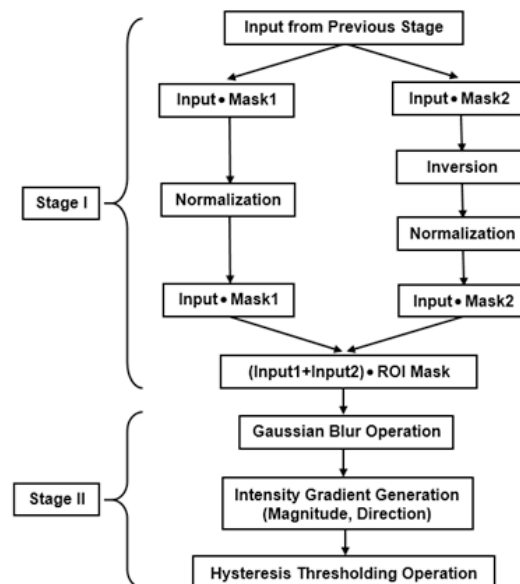 Input from Previous Stage
Input • Mask1
Input • Mask2
Inversion
Stage I
Normalization
Normalization
Input • Mask1
Input • Mask2
(Input1+Input2) • ROI Mask
Gaussian Blur Operation
Stage II
Intensity Gradient Generation
(Magnitude, Direction)
Hysteresis Thresholding Operation